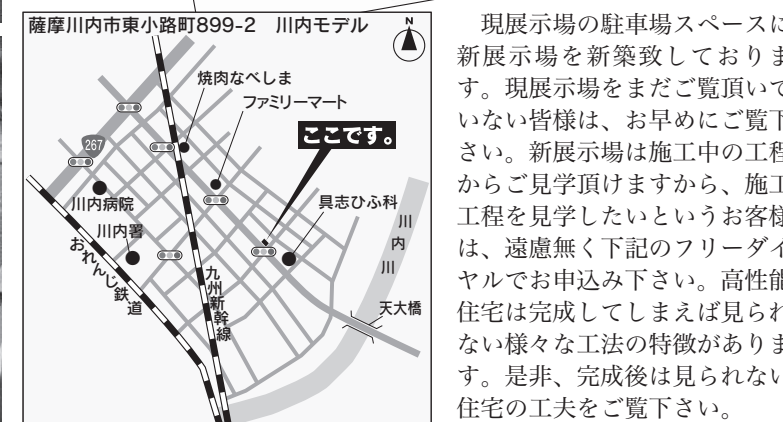 薩摩川内市東小路町899-2　川内モデル
N
焼肉なべしま
ファミリーマート
ここです。
267
川内病院
具志ひふ科
川内署
川内川
おれんじ鉄道
九州新幹線
天大橋
現展示場の駐車場スペースに
新展示場を新築致しておりま
す。現展示場をまだご覧頂いて
いない皆様は、お早めにご覧下
さい。新展示場は施工中の工程
からご見学頂けますから、施工
工程を見学したいというお客様
は、遠慮無く下記のフリーダイ
ヤルでお申込み下さい。高性能
住宅は完成してしまえば見られ
ない様々な工法の特徴がありま
す。是非、完成後は見られない
住宅の工夫をご覧下さい。